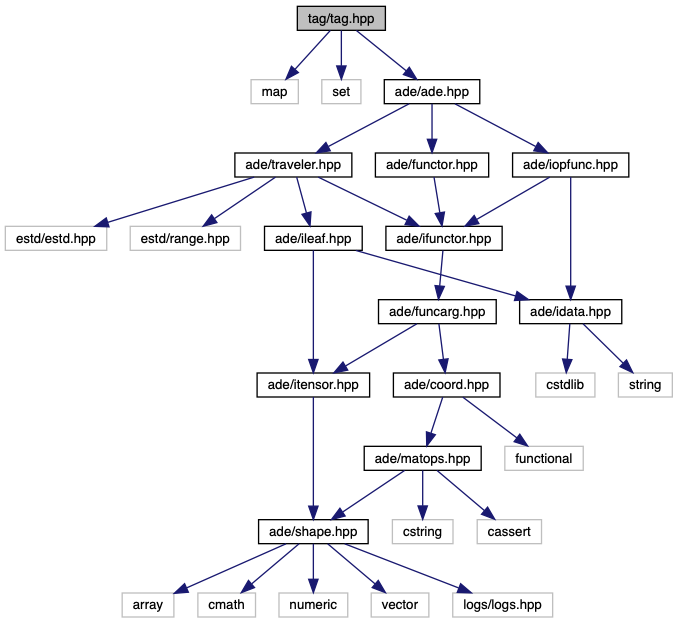 tag/tag.hpp
map
set
ade/ade.hpp
ade/traveler.hpp
ade/functor.hpp
ade/iopfunc.hpp
estd/estd.hpp
estd/range.hpp
ade/ileaf.hpp
ade/ifunctor.hpp
ade/funcarg.hpp
ade/idata.hpp
ade/itensor.hpp
ade/coord.hpp
cstdlib
string
ade/matops.hpp
functional
ade/shape.hpp
cstring
cassert
array
cmath
numeric
vector
logs/logs.hpp